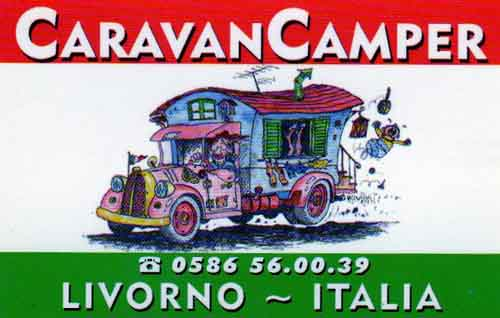 CARAVANCAMPER
☎ 0586 56.00.39
LIVORNO ~ ITALIA